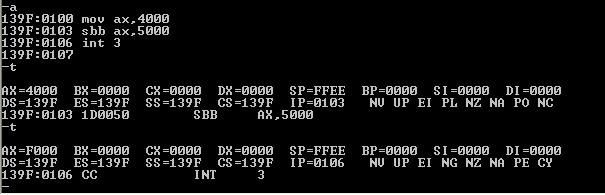 -a
139F:0100 mov ax,4000
139F:0103 sbb ax,5000
139F:0106 int 3
139F:0107
-t
AX=4000 BX=0000 CX=0000 DX=0000 SP=FFEE BP=0000 SI=0000 DI=0000
DS=139F ES=139F SS=139F CS=139F IP=0103 NV UP EI PL NZ NA PO NC
139F:0103 1D0050 SBB AX,5000
-t
AX=F000 BX=0000 CX=0000 DX=0000 SP=FFEE BP=0000 SI=0000 DI=0000
DS=139F ES=139F SS=139F CS=139F IP=0106 NV UP EI NG NZ NA PE CY
139F:0106 CC INT 3
-